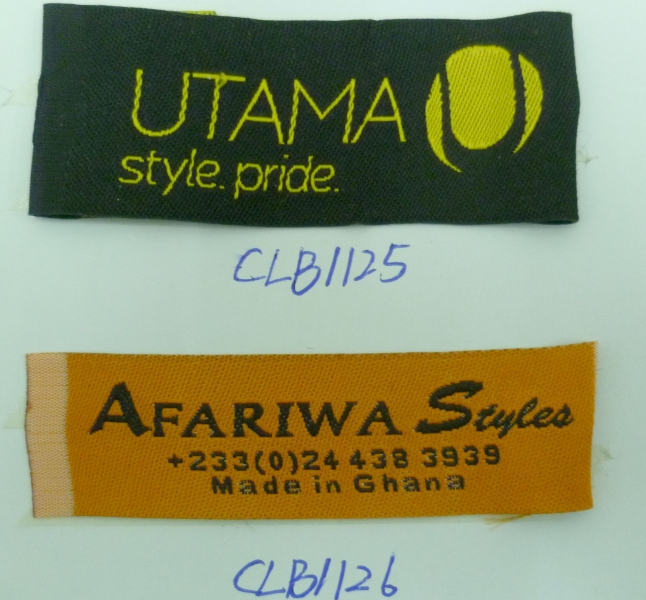 UTAMA
style. pride.
CLB1125
AFARIWA Styles
+233(0)24 438 3939
Made in Ghana
CLB1126